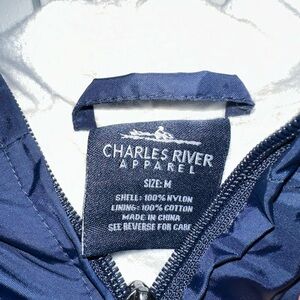 CHARLES RIVER
APPAREL
SIZE: M
SHELL: 100% NYLON
LINING: 100% COTTON
MADE IN CHINA
SEE REVERSE FOR CARE